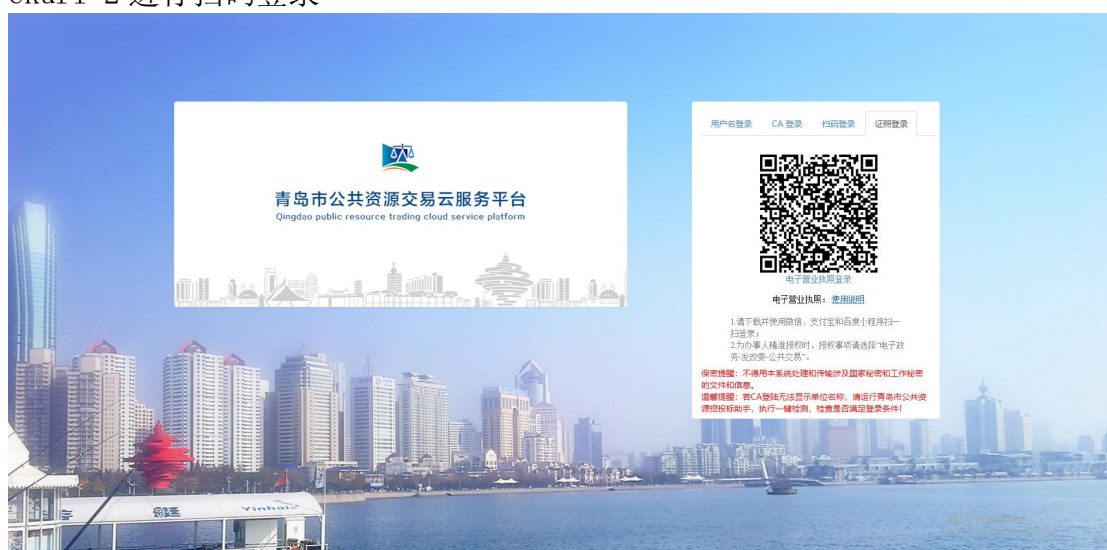 青岛市公共资源交易云服务平台
Qingdao public resource trading cloud service platform
用户名登录 CA 登录 扫码登录 证照登录
电子营业执照登录
电子营业执照：使用说明
1.请下载并使用微信、支付宝和百度小程序扫一
扫登录；
2.为办事人精准授权时，授权事项请选择“电子政
务-发改委-公共交易”。
保密提醒：不得用本系统处理和传输涉及国家秘密和工作秘密
的文件和信息。
温馨提醒：若CA登陆无法显示单位名称，请运行青岛市公共资
源招投标助手，执行一键检测，检查是否满足登录条件！
Yinhai